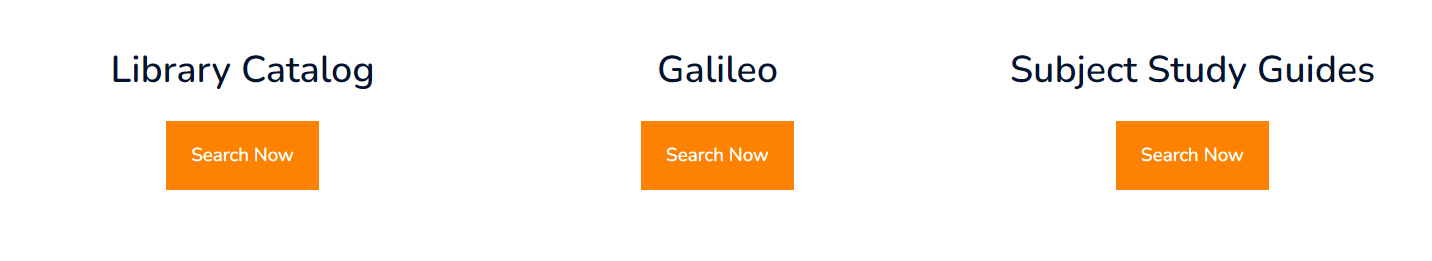 Library Catalog
Galileo
Subject Study Guides
Search Now
Search Now
Search Now